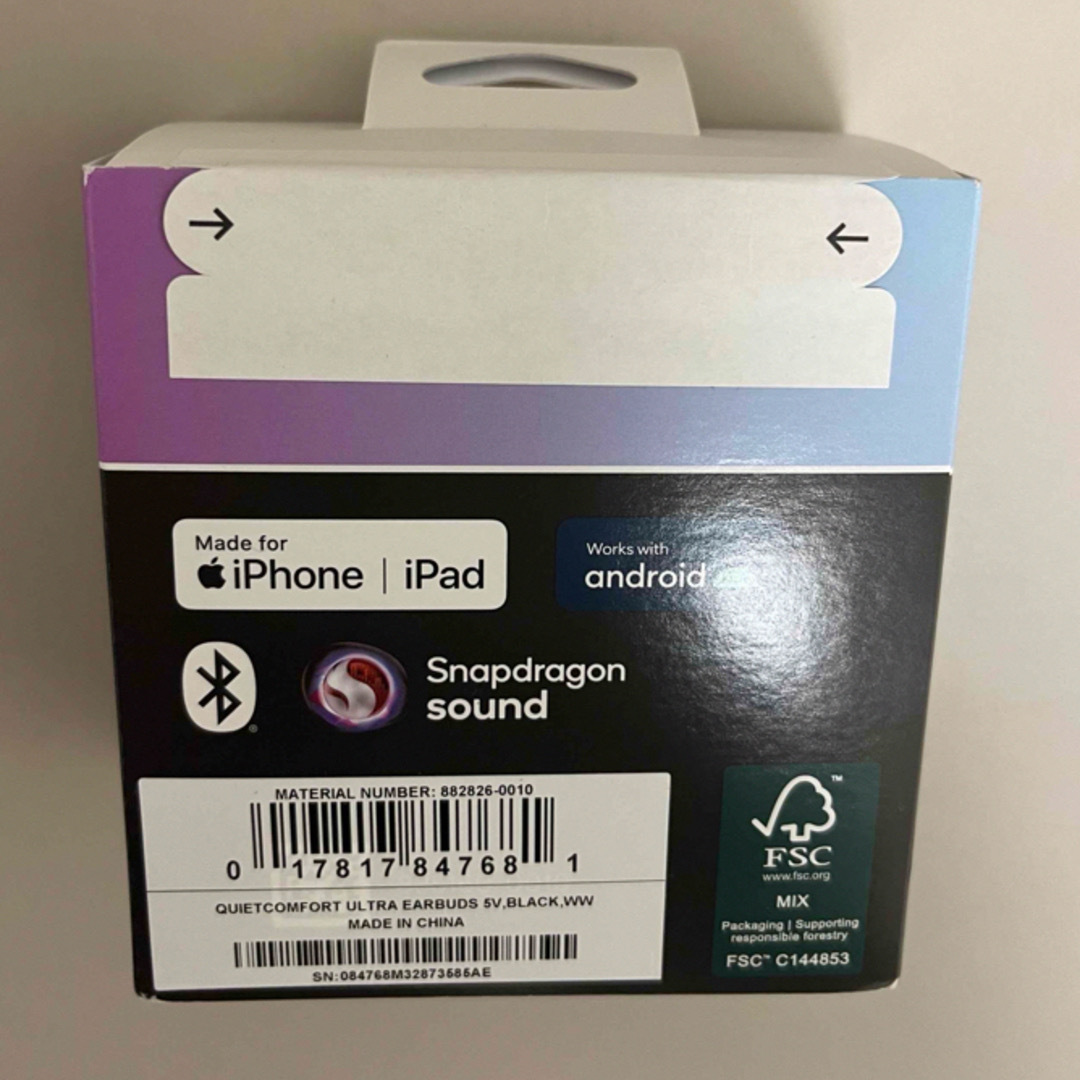 → ←
Made for
iPhone | iPad
Works with
android
Snapdragon
sound
®
MATERIAL NUMBER: 882826-0010
0 17817 84768 1
QUIETCOMFORT ULTRA EARBUDS 5V,BLACK,WW
MADE IN CHINA
SN:084768M32873585AE
™
FSC
www.fsc.org
MIX
Packaging | Supporting
responsible forestry
FSC™ C144853